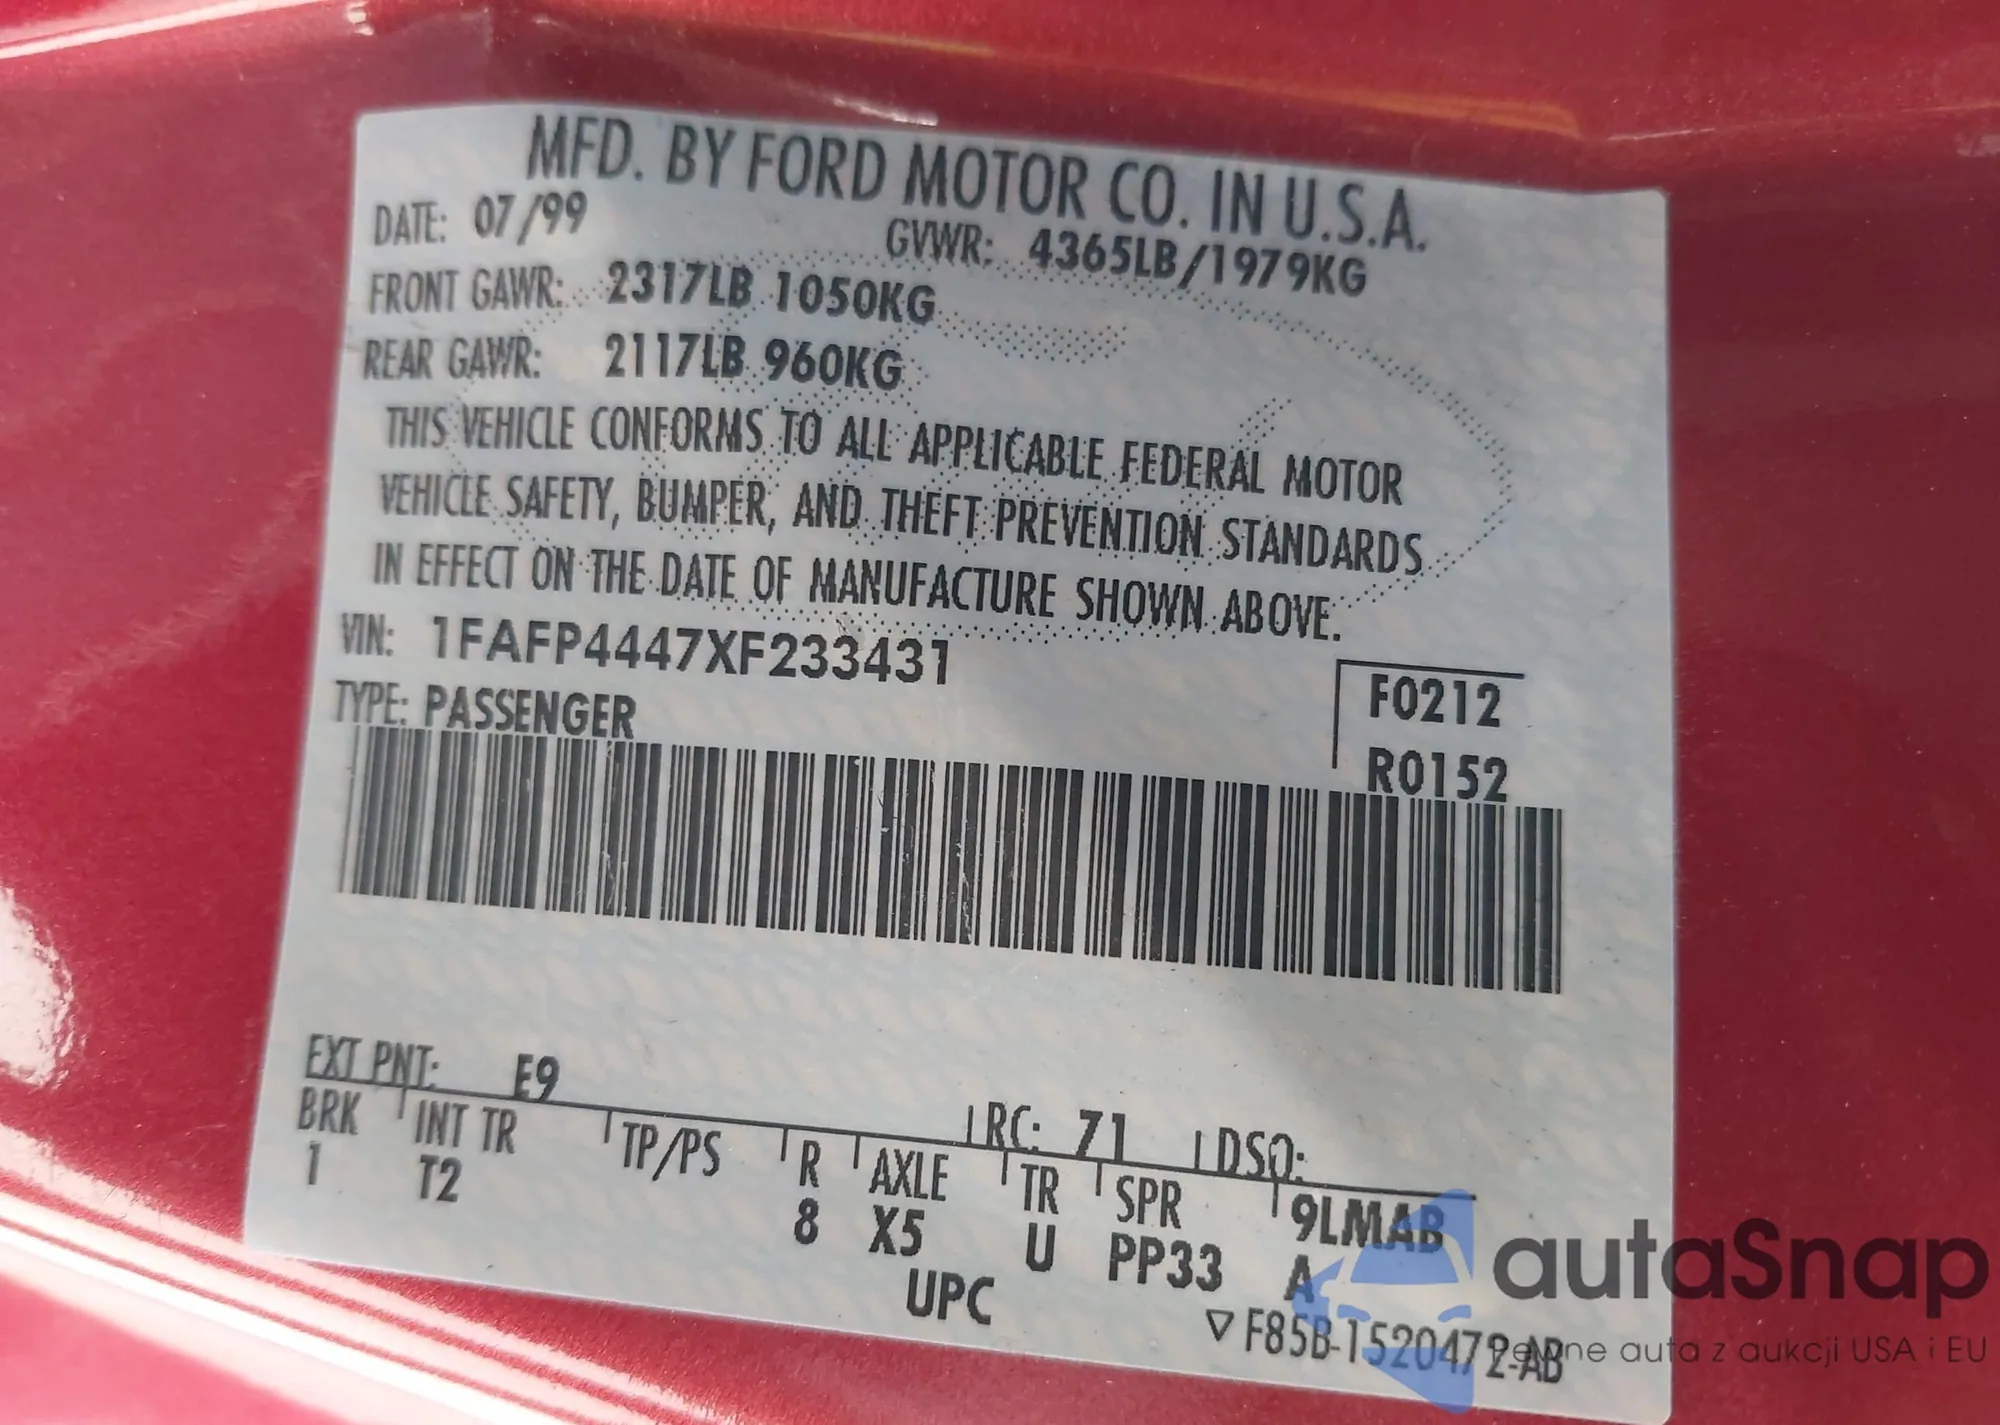 MFD. BY FORD MOTOR CO. IN U.S.A.
DATE: 07/99
GVWR: 4365LB/1979KG
FRONT GAWR: 2317LB 1050KG
REAR GAWR: 2117LB 960KG
THIS VEHICLE CONFORMS TO ALL APPLICABLE FEDERAL MOTOR
VEHICLE SAFETY, BUMPER, AND THEFT PREVENTION STANDARDS
IN EFFECT ON THE DATE OF MANUFACTURE SHOWN ABOVE.
VIN: 1FAFP4447XF233431
TYPE: PASSENGER
F0212
R0152
EXT PNT: E9
RC: 71 DSO:
BRK INT TR TP/PS R AXLE TR SPR 9LMAB
1 T2 8 X5 U PP33 A
UPC
▽ F85B-1520472-AB
autaSnap
Pewne auta z aukcji USA i EU